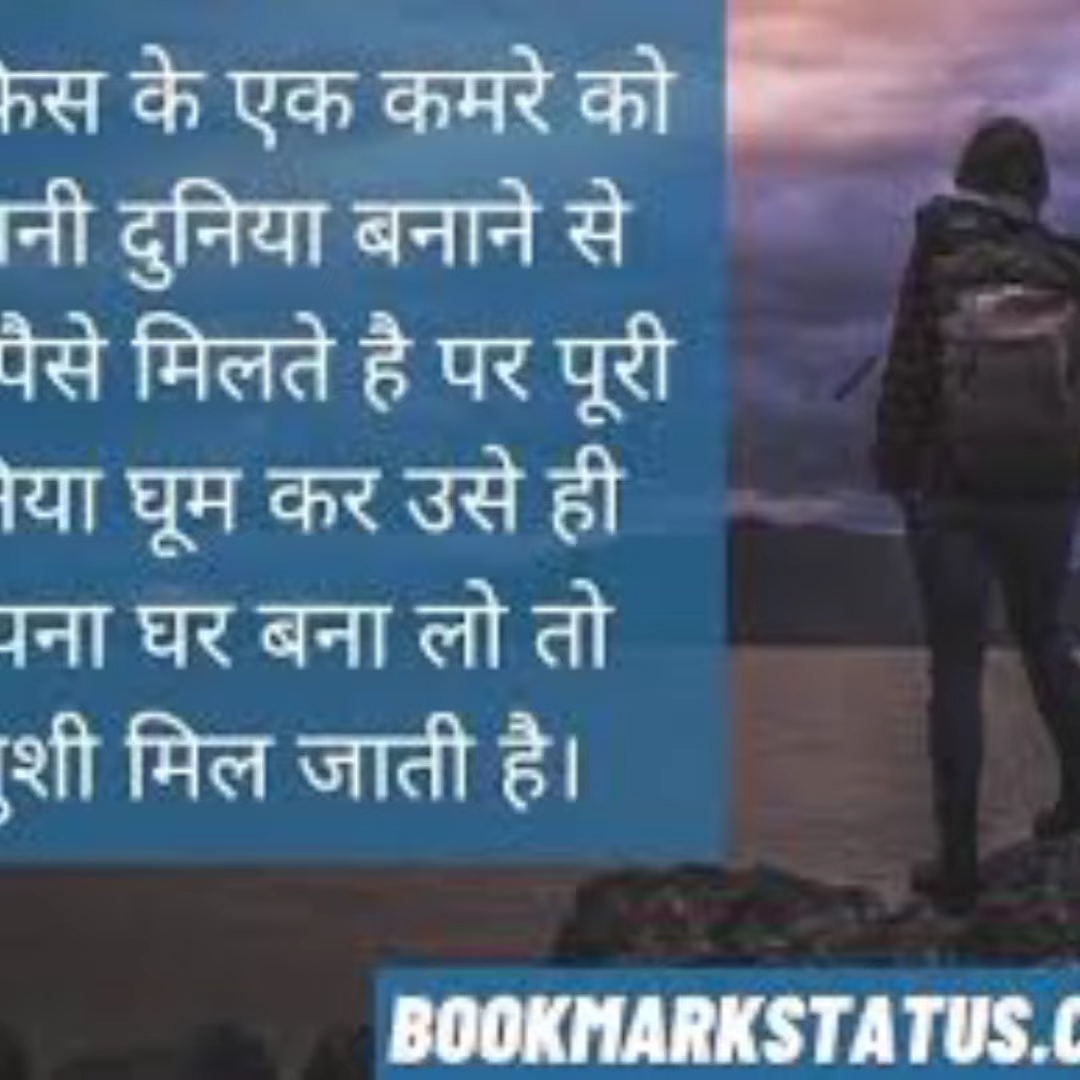 के एक कमरे को
दुनिया बनाने से
पैसे मिलते है पर पूरी
घूम कर उसे ही
घर बना लो तो
मिल जाती है।
BOOKMARKSTATUS.